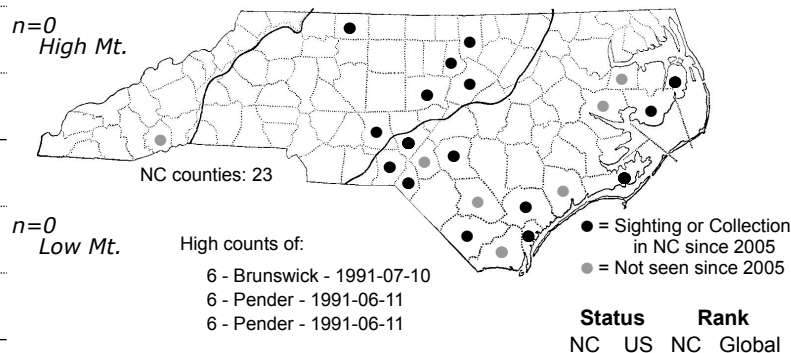 n=0
High Mt.
NC counties: 23
n=0
Low Mt.
High counts of:
6 - Brunswick - 1991-07-10
6 - Pender - 1991-06-11
6 - Pender - 1991-06-11
= Sighting or Collection
in NC since 2005
= Not seen since 2005
Status Rank
NC US NC Global